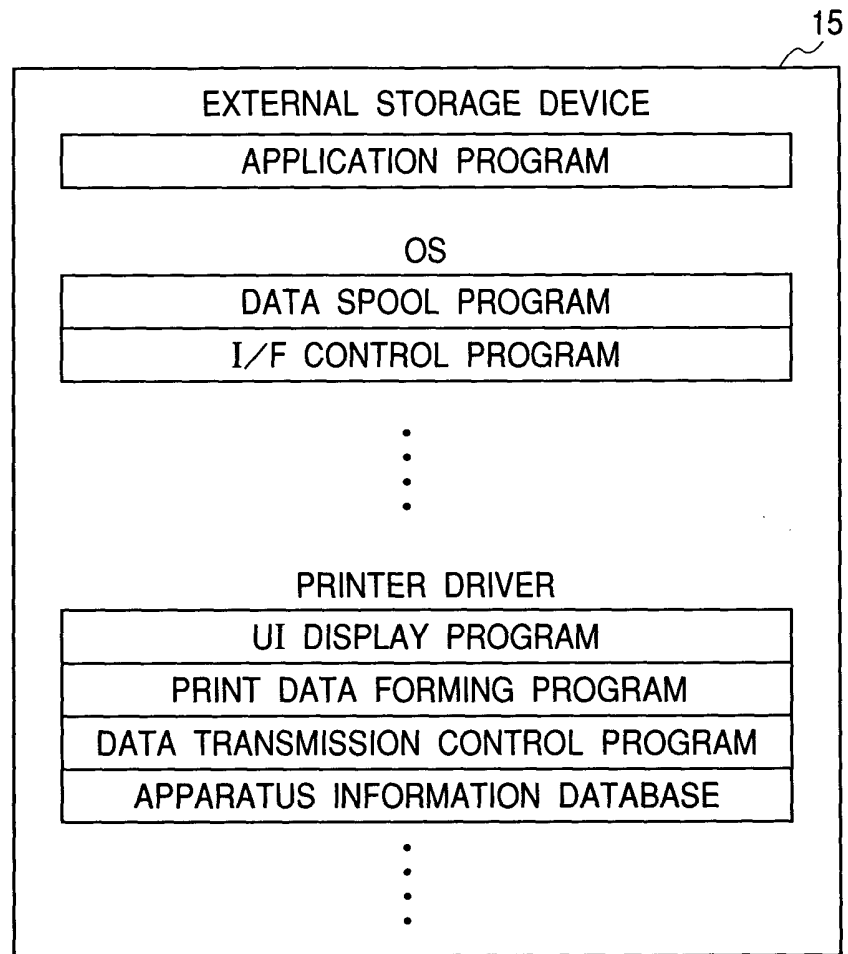 15
EXTERNAL STORAGE DEVICE
APPLICATION PROGRAM
OS
DATA SPOOL PROGRAM
I/F CONTROL PROGRAM
PRINTER DRIVER
UI DISPLAY PROGRAM
PRINT DATA FORMING PROGRAM
DATA TRANSMISSION CONTROL PROGRAM
APPARATUS INFORMATION DATABASE